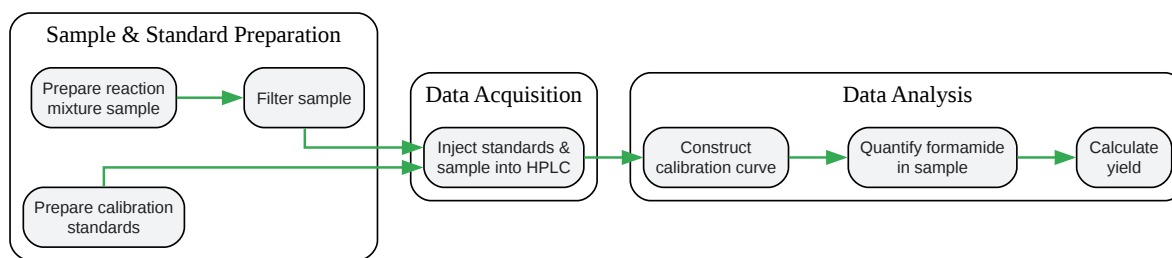 Sample & Standard Preparation
Prepare reaction
mixture sample
Filter sample
Prepare calibration
standards
Data Acquisition
Inject standards &
sample into HPLC
Data Analysis
Construct
calibration curve
Quantify formamide
in sample
Calculate
yield